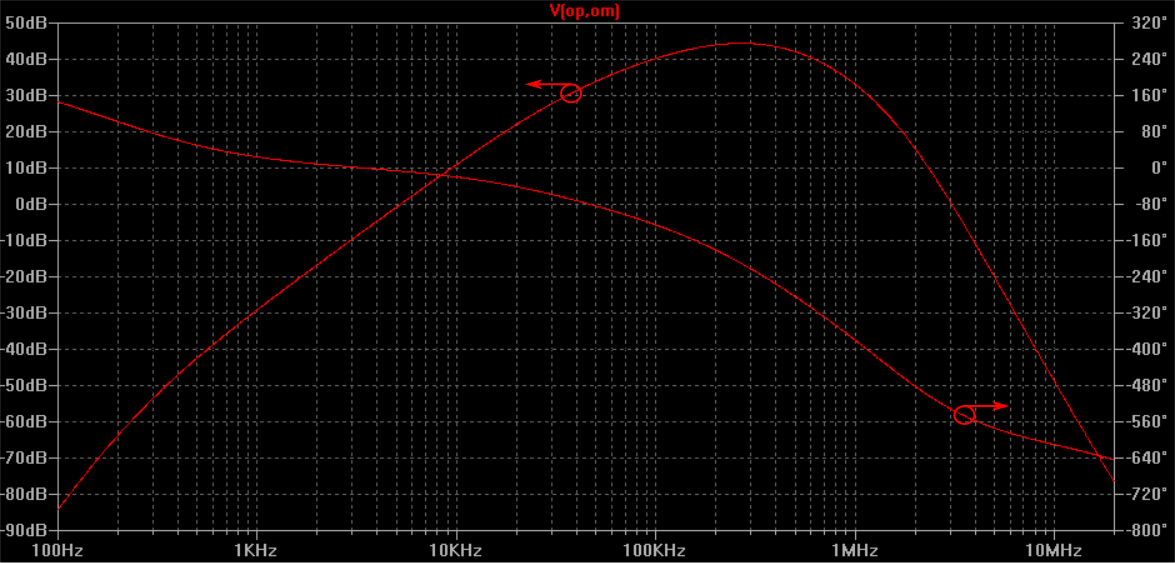 V(op,om)
50dB 320°
40dB 240°
30dB 160°
20dB 80°
10dB 0°
0dB -80°
-10dB -160°
-20dB -240°
-30dB -320°
-40dB -400°
-50dB -480°
-60dB -560°
-70dB -640°
-80dB -720°
-90dB -800°
100Hz 1KHz 10KHz 100KHz 1MHz 10MHz